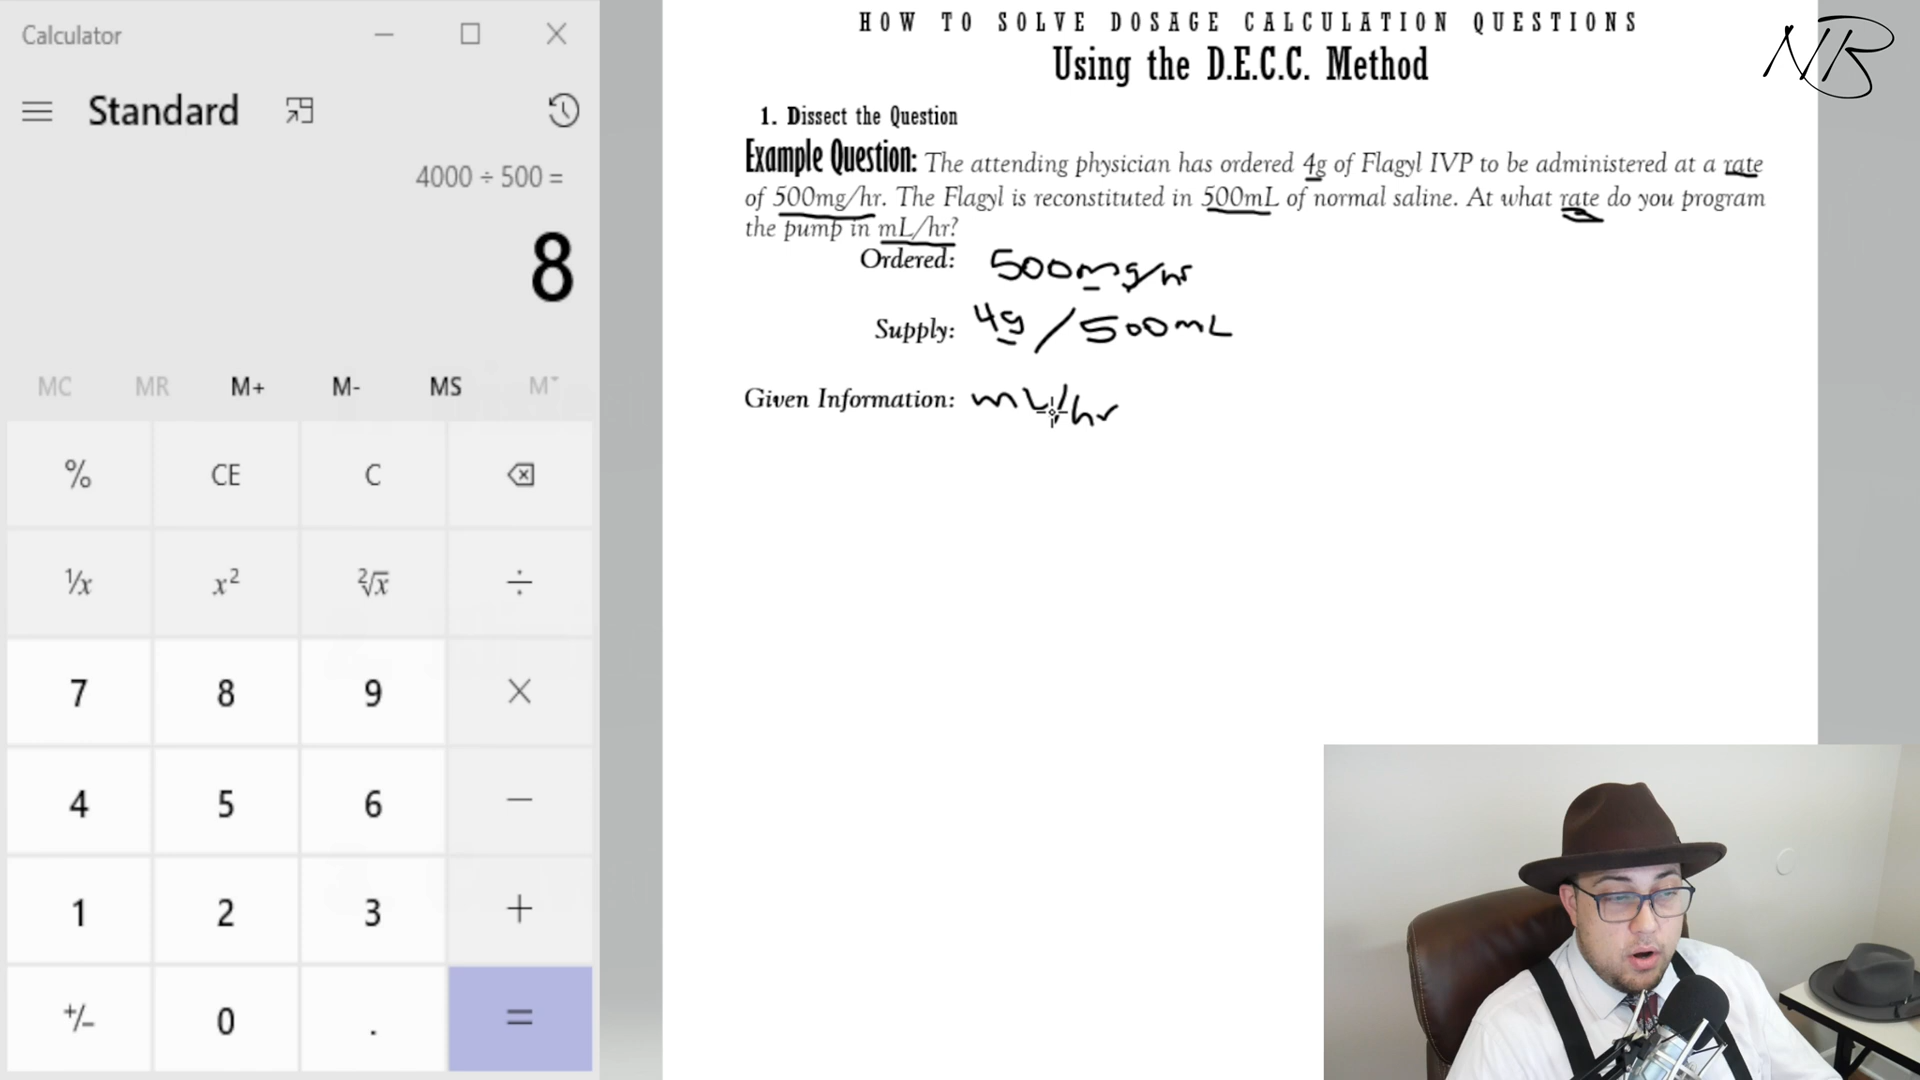 Calculator
Standard
4000 ÷ 500 =
8
MC MR M+ M- MS M˅
% CE C
¹/x x² ²√x ÷
7 8 9 ×
4 5 6 −
1 2 3 +
+/− 0 . =
HOW TO SOLVE DOSAGE CALCULATION QUESTIONS
Using the D.E.C.C. Method
NR
1. Dissect the Question
Example Question: The attending physician has ordered 4g of Flagyl IVP to be administered at a rate
of 500mg/hr. The Flagyl is reconstituted in 500mL of normal saline. At what rate do you program
the pump in mL/hr?
Ordered: 500mg/hr
Supply: 4g / 500mL
Given Information: mL/hr